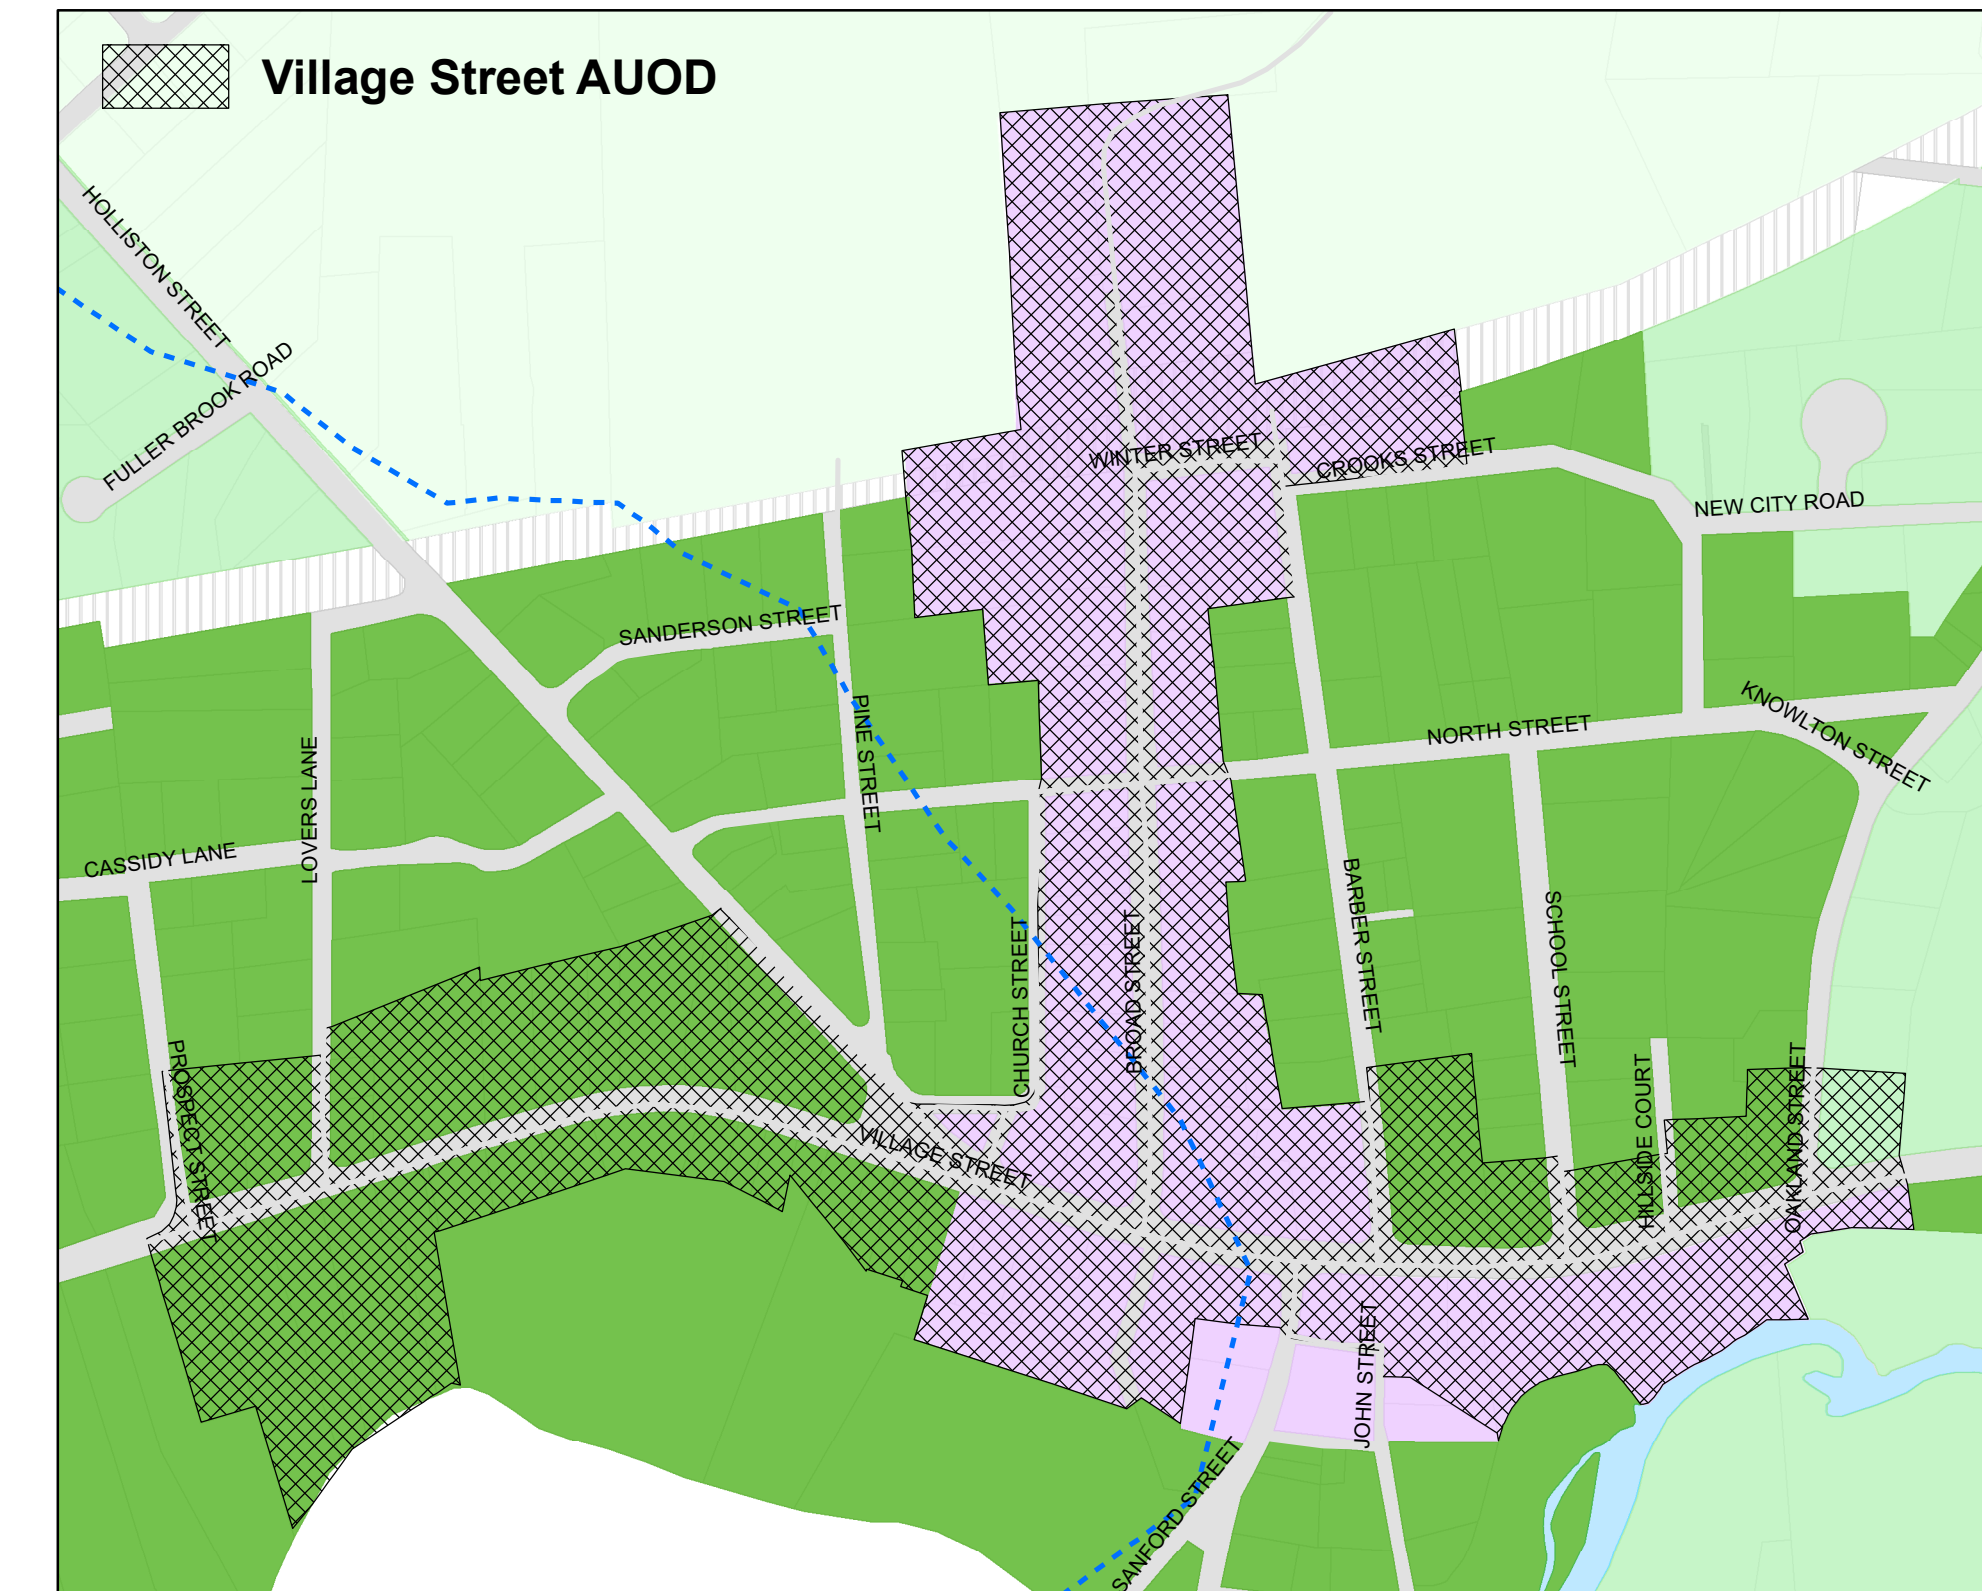 Village Street AUOD
HOLLISTON STREET
FULLER BROOK ROAD
WINTER STREET
CROOKS STREET
NEW CITY ROAD
SANDERSON STREET
PINE STREET
KNOWLTON STREET
NORTH STREET
LOVERS LANE
CASSIDY LANE
BARBER STREET
SCHOOL STREET
CHURCH STREET
BROAD STREET
PROSPECT STREET
HILLSIDE COURT
OAKLAND STREET
VILLAGE STREET
JOHN STREET
SANFORD STREET